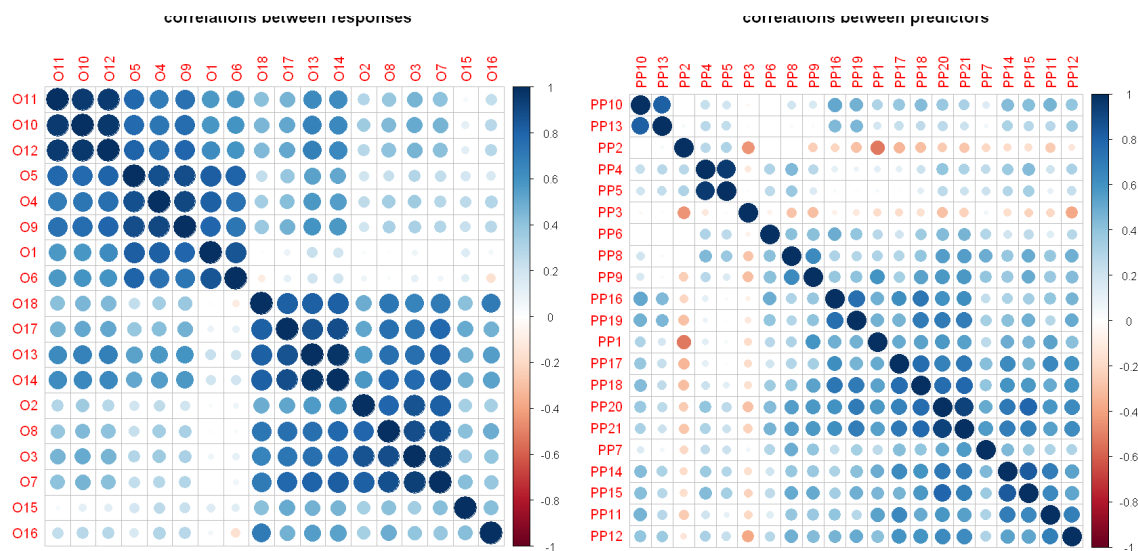 correlations between responses
O11 O10 O12 O5 O4 O9 O1 O6 O18 O17 O13 O14 O2 O8 O3 O7 O15 O16
O11
O10
O12
O5
O4
O9
O1
O6
O18
O17
O13
O14
O2
O8
O3
O7
O15
O16
1
0.8
0.6
0.4
0.2
0
-0.2
-0.4
-0.6
-0.8
-1
correlations between predictors
PP10 PP13 PP2 PP4 PP5 PP3 PP6 PP8 PP9 PP16 PP19 PP1 PP17 PP18 PP20 PP21 PP7 PP14 PP15 PP11 PP12
PP10
PP13
PP2
PP4
PP5
PP3
PP6
PP8
PP9
PP16
PP19
PP1
PP17
PP18
PP20
PP21
PP7
PP14
PP15
PP11
PP12
1
0.8
0.6
0.4
0.2
0
-0.2
-0.4
-0.6
-0.8
-1